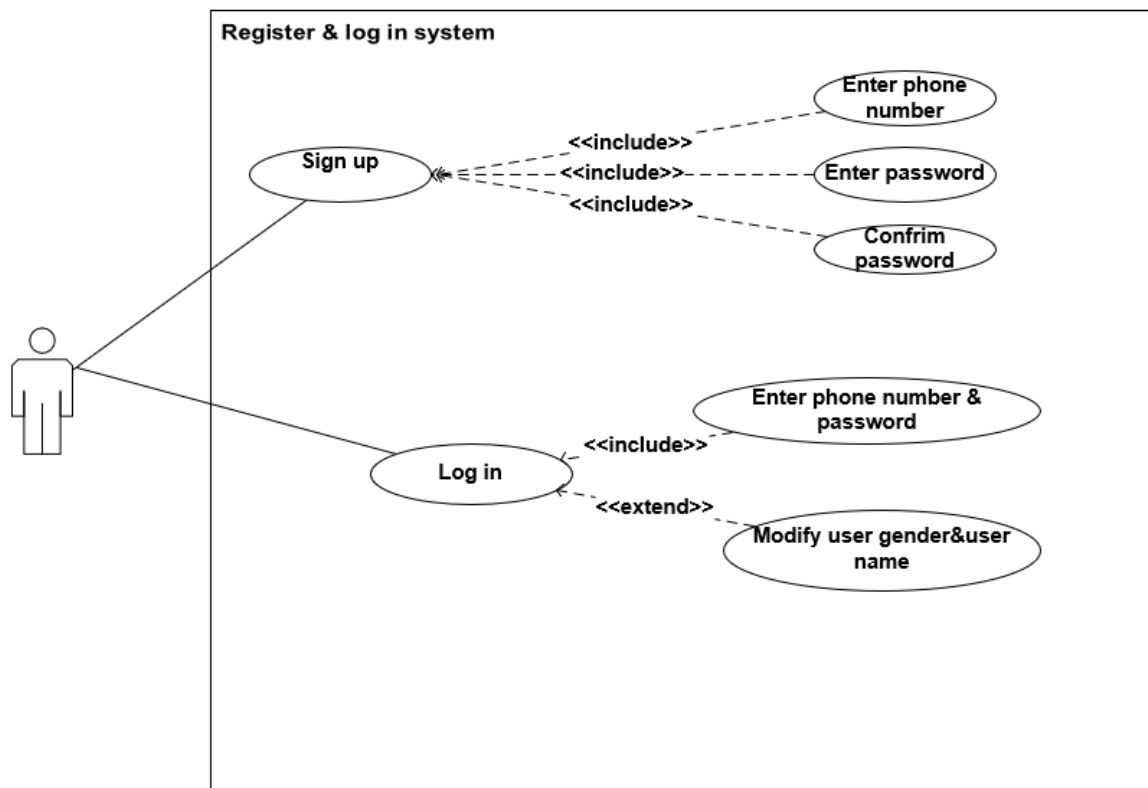 Register & log in system
Enter phone
number
<<include>>
Sign up
<<include>>
Enter password
<<include>>
Confrim
password
Enter phone number &
password
<<include>>
Log in
<<extend>>
Modify user gender&user
name